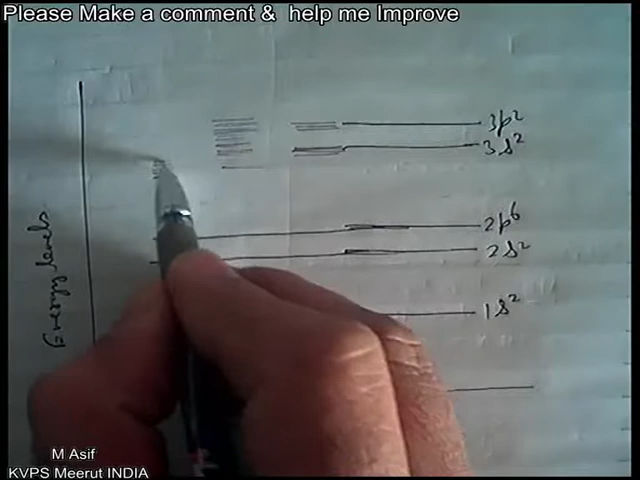 Please Make a comment & help me Improve
3p²
3s²
2p⁶
2s²
1s²
Energy levels
M Asif
KVPS Meerut INDIA